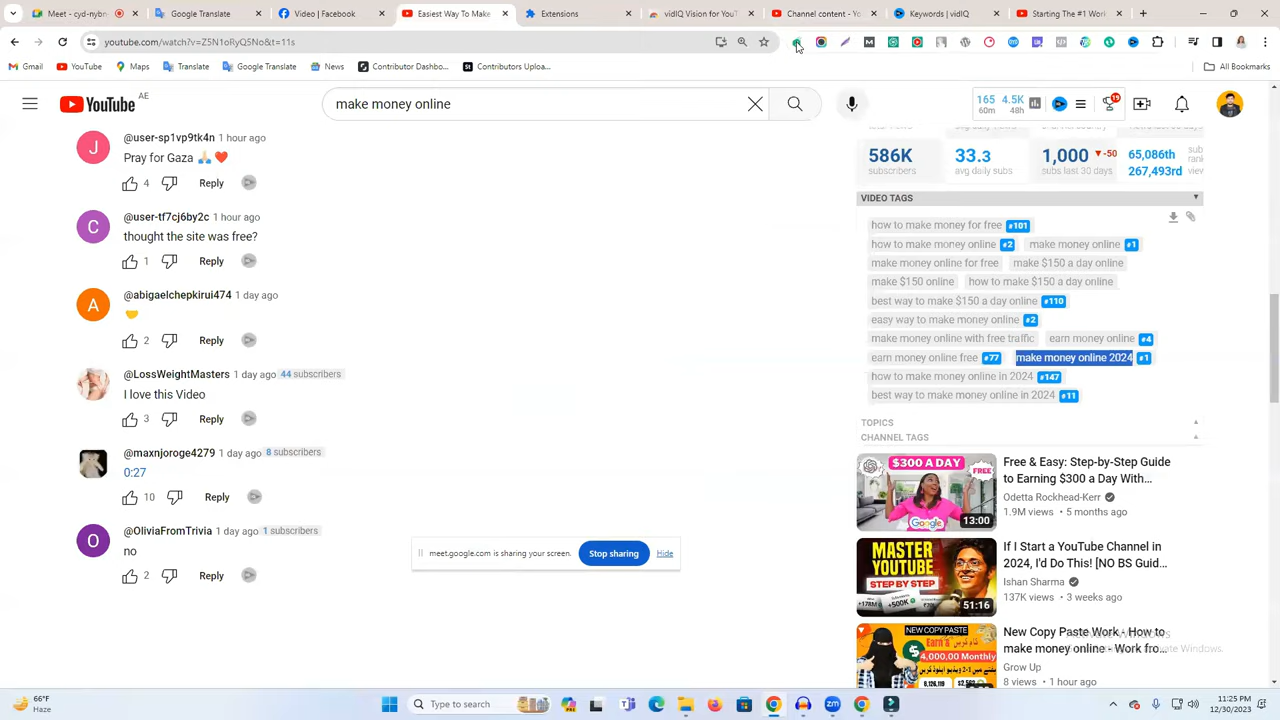 Video Performance
Easiest Way To Make
Extensions
vidIQ Vision for
Channel content - Yo
Keywords everywhere
Standing - #1 Word
youtube.com/watch?v=Z5N1oRyQ5No&t=11s
Gmail
YouTube
Maps
Translate
Google Translate
News
Contributor Dashbo...
Contributors Uploa...
All Bookmarks
YouTube
AE
make money online
165
60m
4.5K
48h
19
@user-sp1vp9tk4n 1 hour ago
Pray for Gaza 🙏🏻 ❤️
4 Reply
@user-tf7cj6by2c 1 hour ago
thought the site was free?
1 Reply
@abigaelchepkirui474 1 day ago
2 Reply
@LossWeightMasters 1 day ago 44 subscribers
I love this Video
3 Reply
@maxnjoroge4279 1 day ago 8 subscribers
0:27
10 Reply
@OliviaFromTrivia 1 day ago 1 subscribers
no
2 Reply
meet.google.com is sharing your screen.
Stop sharing
Hide
586K
subscribers
33.3
avg daily subs
1,000 ▼-50
subs last 30 days
65,086th
267,493rd
VIDEO TAGS
how to make money for free #101
how to make money online #2 make money online #1
make money online for free make $150 a day online
make $150 online how to make $150 a day online
best way to make $150 a day online #110
easy way to make money online #2
make money online with free traffic earn money online #4
earn money online free #77 make money online 2024 #1
how to make money online in 2024 #147
best way to make money online in 2024 #11
TOPICS
CHANNEL TAGS
$300 A DAY
FREE
Google
13:00
Free & Easy: Step-by-Step Guide
to Earning $300 a Day With...
Odetta Rockhead-Kerr
1.9M views • 5 months ago
MASTER
YOUTUBE
STEP BY STEP
51:16
If I Start a YouTube Channel in
2024, I'd Do This! [NO BS Guid...
Ishan Sharma
137K views • 3 weeks ago
NEW COPY PASTE
New Copy Paste Work | How to
make money online - Work fro...
Grow Up
8 views • 1 hour ago
66°F
Haze
Type to search
11:25 PM
12/30/2023